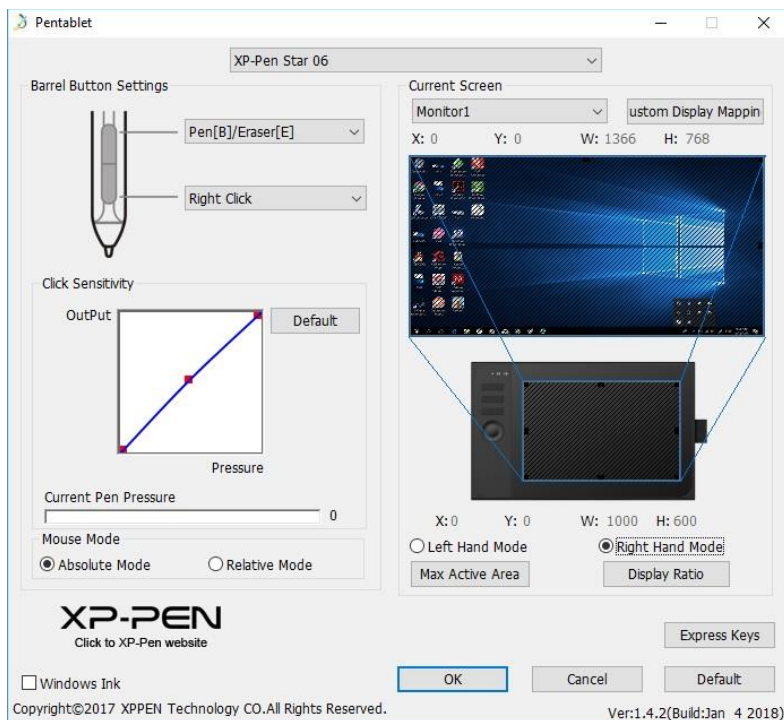 Pentablet
XP-Pen Star 06
Barrel Button Settings
Pen[B]/Eraser[E]
Right Click
Click Sensitivity
OutPut
Default
Pressure
Current Pen Pressure
0
Mouse Mode
Absolute Mode
Relative Mode
Current Screen
Monitor1
ustom Display Mappin
X: 0 Y: 0 W: 1366 H: 768
X: 0 Y: 0 W: 1000 H: 600
Left Hand Mode
Right Hand Mode
Max Active Area
Display Ratio
XP-PEN
Click to XP-Pen website
Express Keys
Windows Ink
OK
Cancel
Default
Copyright©2017 XPPEN Technology CO.All Rights Reserved.
Ver:1.4.2(Build:Jan 4 2018)